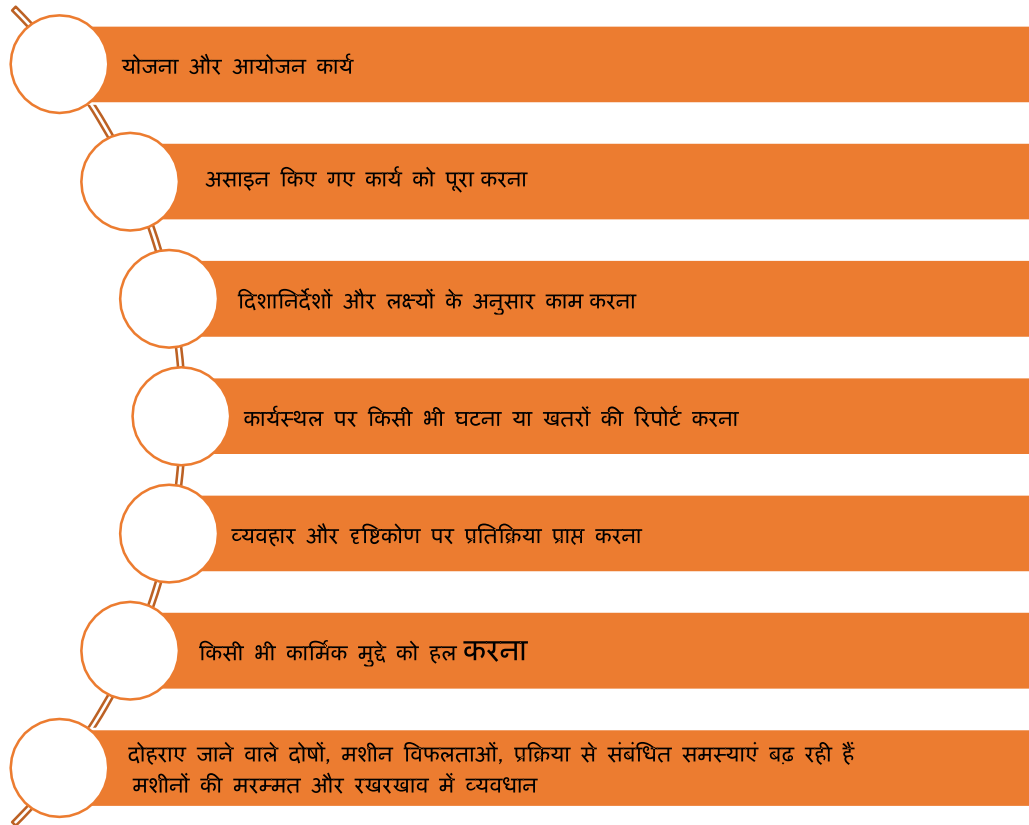 योजना और आयोजन कार्य
असाइन किए गए कार्य को पूरा करना
दिशानिर्देशों और लक्ष्यों के अनुसार काम करना
कार्यस्थल पर किसी भी घटना या खतरों की रिपोर्ट करना
व्यवहार और दृष्टिकोण पर प्रतिक्रिया प्राप्त करना
किसी भी कार्मिक मुद्दे को हल करना
दोहराए जाने वाले दोषों, मशीन विफलताओं, प्रक्रिया से संबंधित समस्याएं बढ़ रही हैं
मशीनों की मरम्मत और रखरखाव में व्यवधान